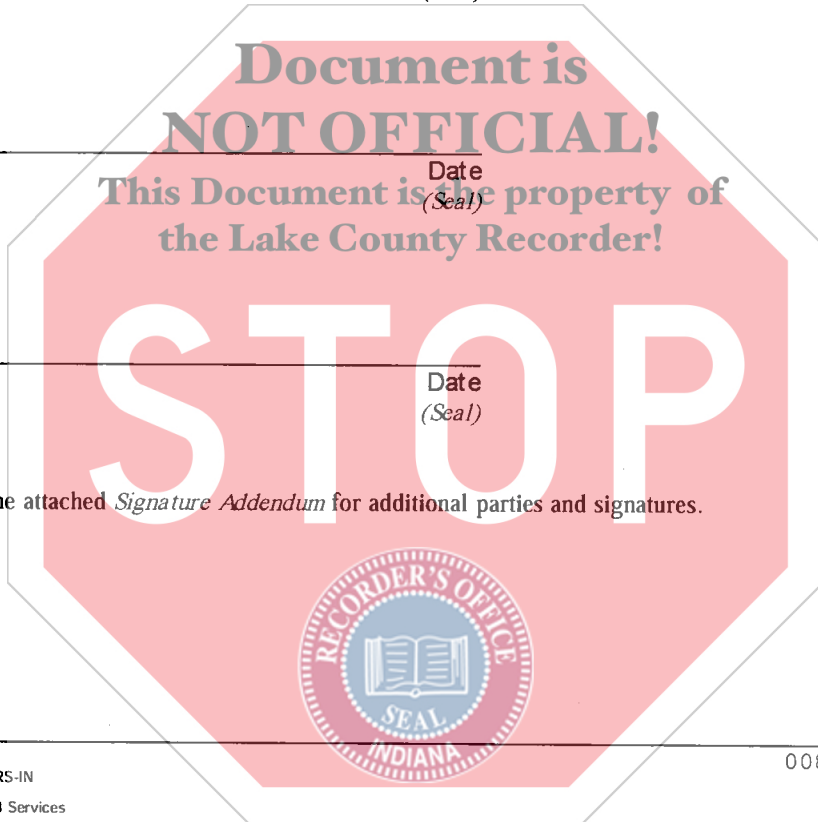 Document is
NOT OFFICIAL!
Date
This Document is the property of
(Seal)
the Lake County Recorder!
STOP
Date
(Seal)
attached Signature Addendum for additional parties and signatures.
RECORDER'S OFFICE
SEAL
INDIANA
RS-IN
Services